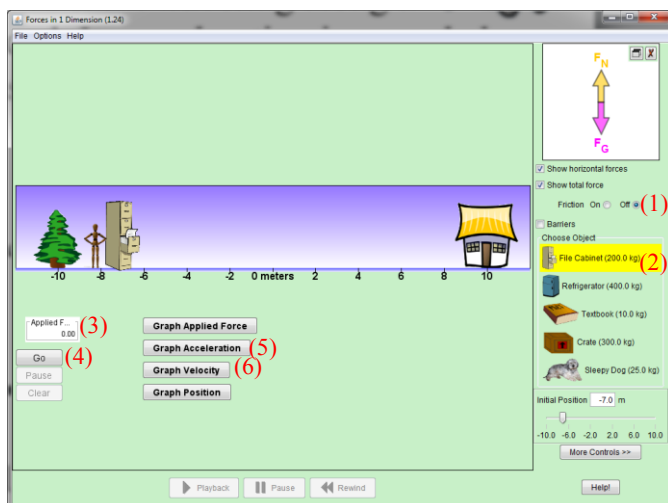 Forces in 1 Dimension (1.24)
File Options Help
F_N
F_G
Show horizontal forces
Show total force
Friction On Off (1)
Barriers
Choose Object
File Cabinet (200.0 kg) (2)
Refrigerator (400.0 kg)
Textbook (10.0 kg)
Crate (300.0 kg)
Sleepy Dog (25.0 kg)
-10 -8 -6 -4 -2 0 meters 2 4 6 8 10
Applied F... (3)
0.00
Go (4)
Pause
Clear
Graph Applied Force
Graph Acceleration (5)
Graph Velocity (6)
Graph Position
Initial Position -7.0 m
-10.0 -6.0 -2.0 2.0 6.0 10.0
More Controls >>
Playback Pause Rewind
Help!